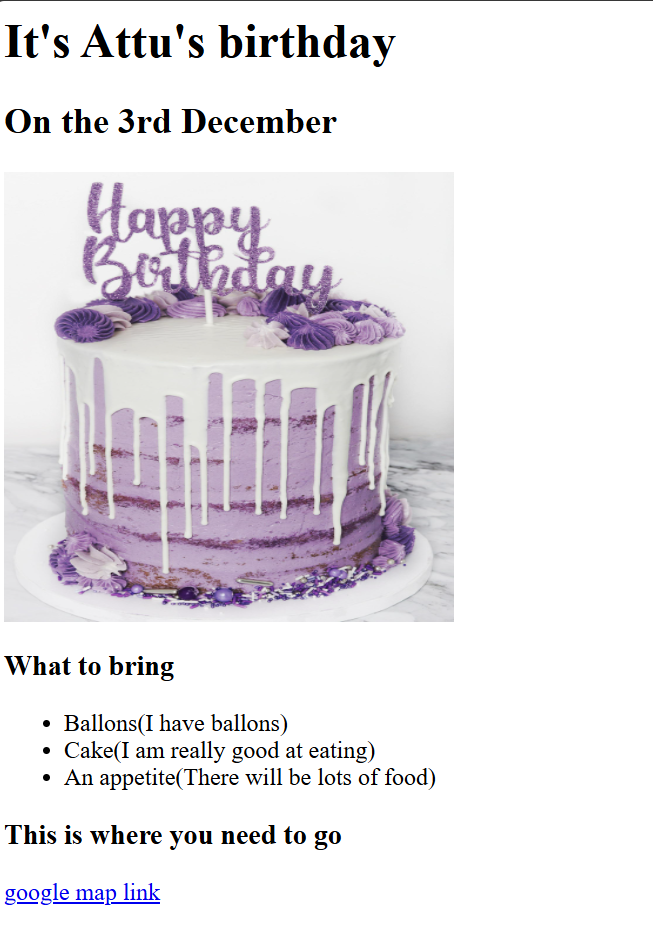 It's Attu's birthday
On the 3rd December
Happy
Birthday
What to bring
Ballons(I have ballons)
Cake(I am really good at eating)
An appetite(There will be lots of food)
This is where you need to go
google map link